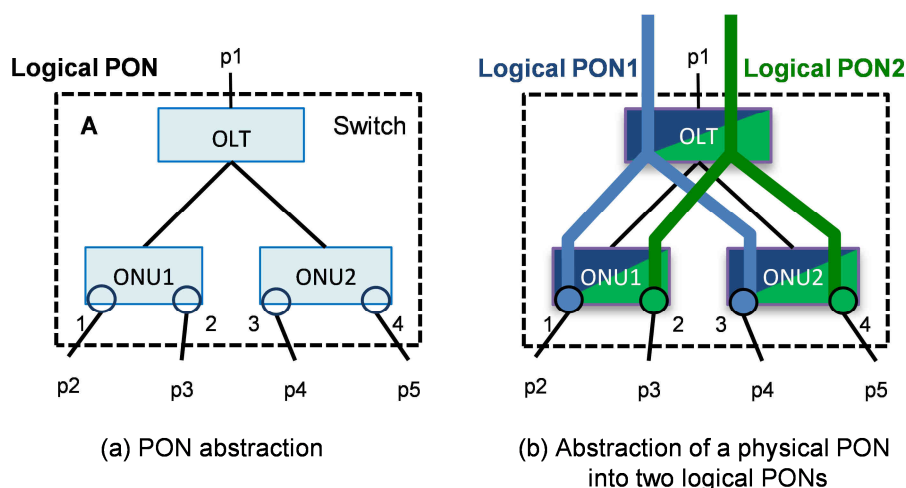 p1
Logical PON
A
Switch
OLT
ONU1
ONU2
1
2
3
4
p2
p3
p4
p5
(a) PON abstraction
Logical PON1
p1
Logical PON2
OLT
ONU1
ONU2
1
2
3
4
p2
p3
p4
p5
(b) Abstraction of a physical PON
into two logical PONs